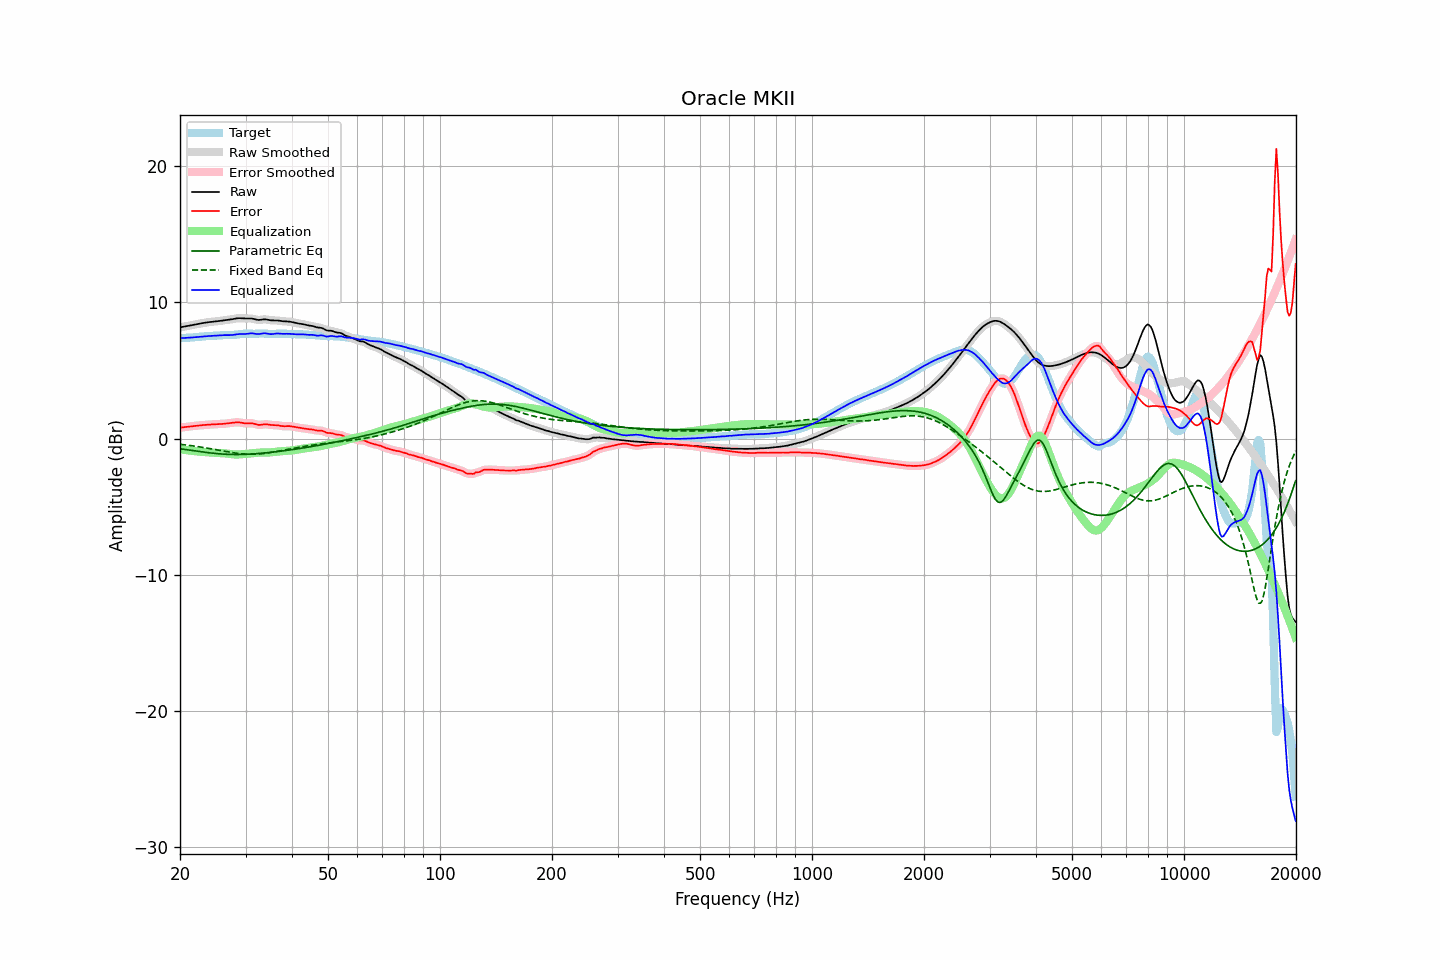 Oracle MKII
Target
Raw Smoothed
Error Smoothed
Raw
Error
Equalization
Parametric Eq
Fixed Band Eq
Equalized
20
10
0
−10
−20
−30
Amplitude (dBr)
20 50 100 200 500 1000 2000 5000 10000 20000
Frequency (Hz)